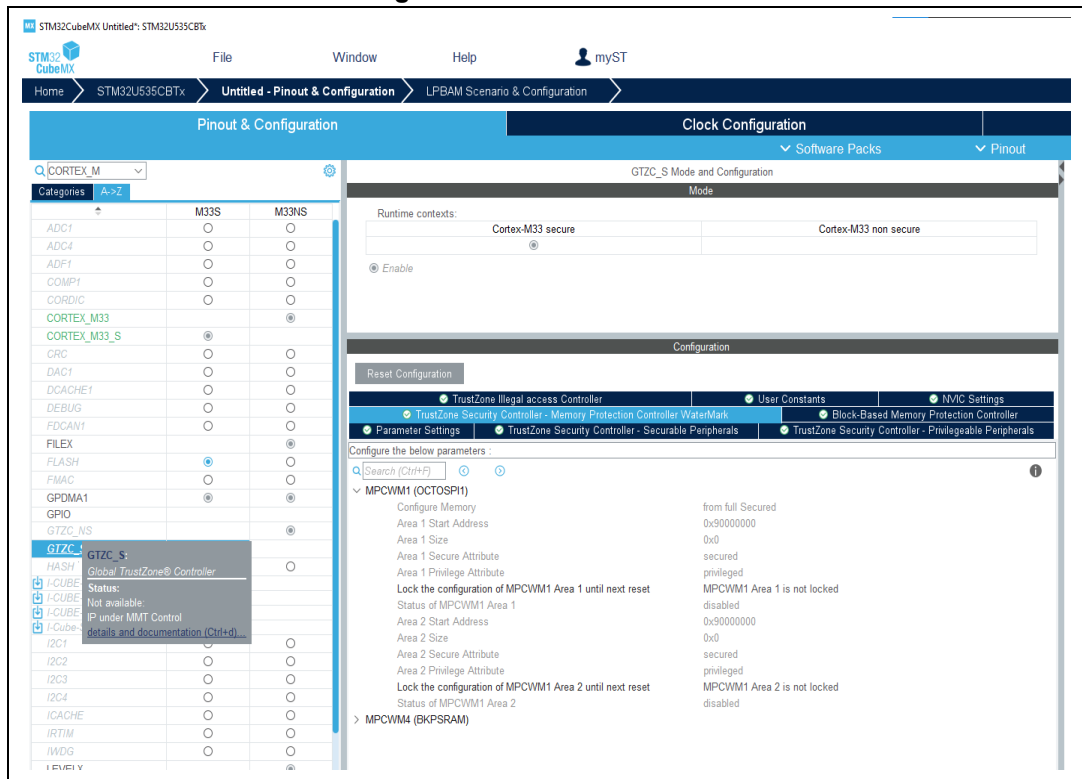 MX STM32CubeMX Untitled*: STM32U535CBTx
STM32 CubeMX File Window Help myST
Home STM32U535CBTx Untitled - Pinout & Configuration LPBAM Scenario & Configuration
Pinout & Configuration Clock Configuration
Software Packs Pinout
CORTEX_M GTZC_S Mode and Configuration
Categories A->Z Mode
M33S M33NS
Runtime contexts:
Cortex-M33 secure Cortex-M33 non secure
Enable
ADC1
ADC4
ADF1
COMP1
CORDIC
CORTEX_M33
CORTEX_M33_S
CRC
DAC1
DCACHE1
DEBUG
FDCAN1
FILEX
FLASH
FMAC
GPDMA1
GPIO
GTZC_NS
GTZC_S
HASH
I-CUBE-
I-CUBE-
I-CUBE-
I-Cube-
I2C1
I2C2
I2C3
I2C4
ICACHE
IRTIM
IWDG
LEVELX
GTZC_S:
Global TrustZone® Controller
Status:
Not available:
IP under MMT Control
details and documentation (Ctrl+d)...
Configuration
Reset Configuration
TrustZone Illegal access Controller User Constants NVIC Settings
TrustZone Security Controller - Memory Protection Controller WaterMark Block-Based Memory Protection Controller
Parameter Settings TrustZone Security Controller - Securable Peripherals TrustZone Security Controller - Privilegeable Peripherals
Configure the below parameters :
Search (Ctrl+F)
MPCWM1 (OCTOSPI1)
Configure Memory from full Secured
Area 1 Start Address 0x90000000
Area 1 Size 0x0
Area 1 Secure Attribute secured
Area 1 Privilege Attribute privileged
Lock the configuration of MPCWM1 Area 1 until next reset MPCWM1 Area 1 is not locked
Status of MPCWM1 Area 1 disabled
Area 2 Start Address 0x90000000
Area 2 Size 0x0
Area 2 Secure Attribute secured
Area 2 Privilege Attribute privileged
Lock the configuration of MPCWM1 Area 2 until next reset MPCWM1 Area 2 is not locked
Status of MPCWM1 Area 2 disabled
MPCWM4 (BKPSRAM)